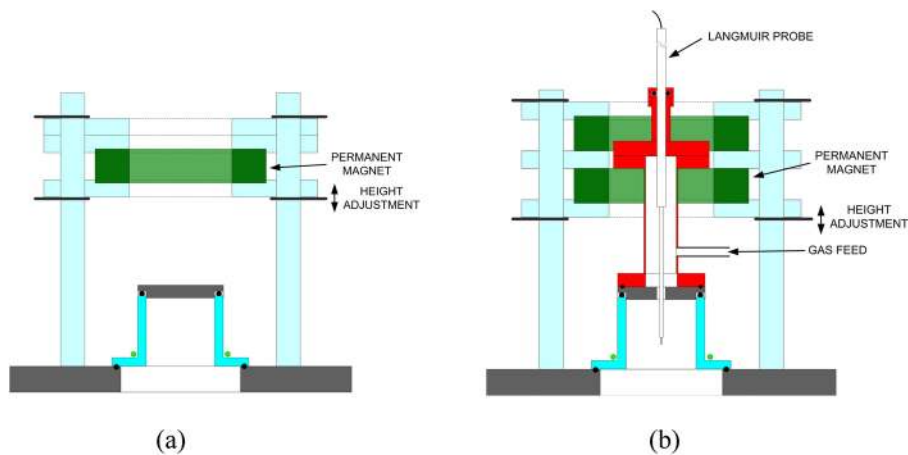 LANGMUIR PROBE
PERMANENT
MAGNET
HEIGHT
ADJUSTMENT
PERMANENT
MAGNET
HEIGHT
ADJUSTMENT
GAS FEED
(a)
(b)